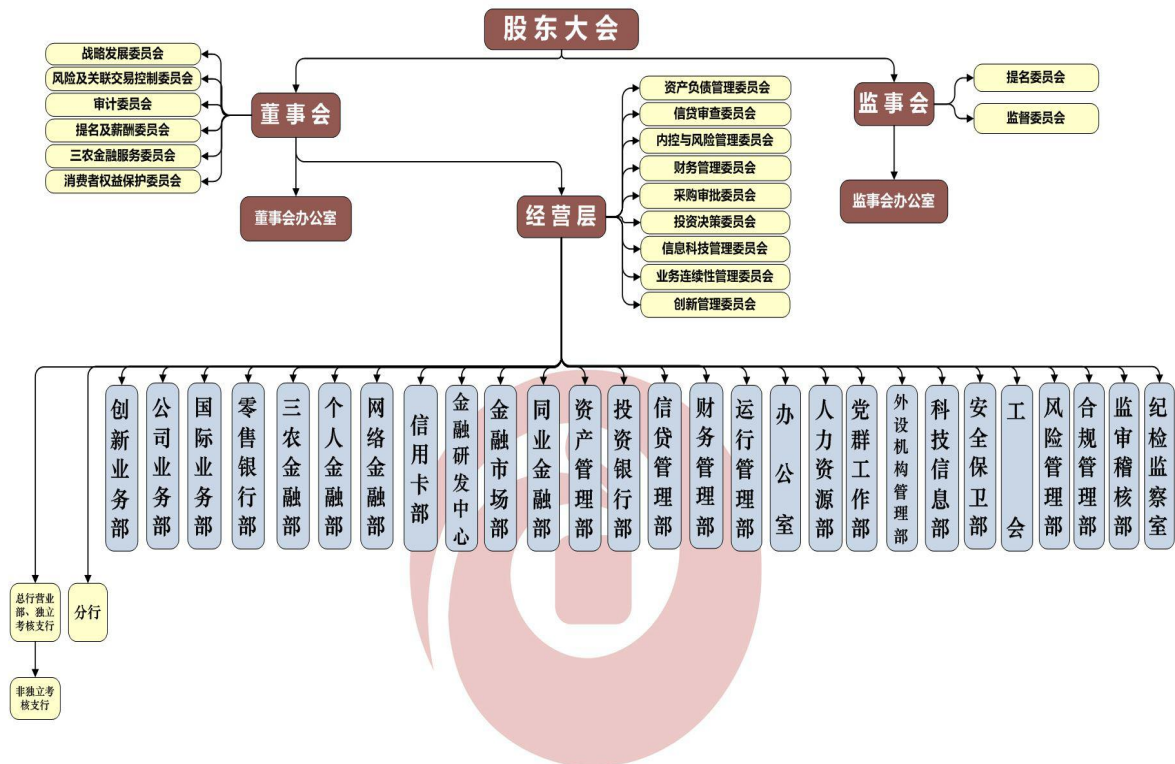 股东大会
战略发展委员会
风险及关联交易控制委员会
审计委员会
提名及薪酬委员会
三农金融服务委员会
消费者权益保护委员会
董事会
董事会办公室
经营层
资产负债管理委员会
信贷审查委员会
内控与风险管理委员会
财务管理委员会
采购审批委员会
投资决策委员会
信息科技管理委员会
业务连续性管理委员会
创新管理委员会
监事会
提名委员会
监督委员会
监事会办公室
创新业务部
公司业务部
国际业务部
零售银行部
三农金融部
个人金融部
网络金融部
信用卡部
金融研发中心
金融市场部
同业金融部
资产管理部
投资银行部
信贷管理部
财务管理部
运行管理部
办公室
人力资源部
党群工作部
外设机构管理部
科技信息部
安全保卫部
工会
风险管理部
合规管理部
监审稽核部
纪检监察室
总行营业
部、独立
考核支行
分行
非独立考
核支行